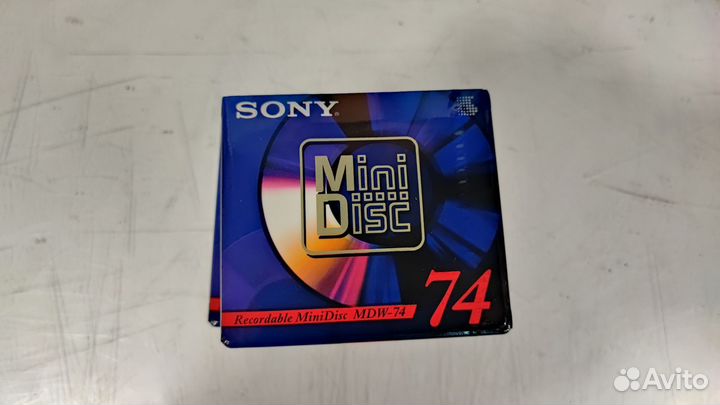 SONY®
Mini
Disc
Recordable MiniDisc MDW-74
74
Avito